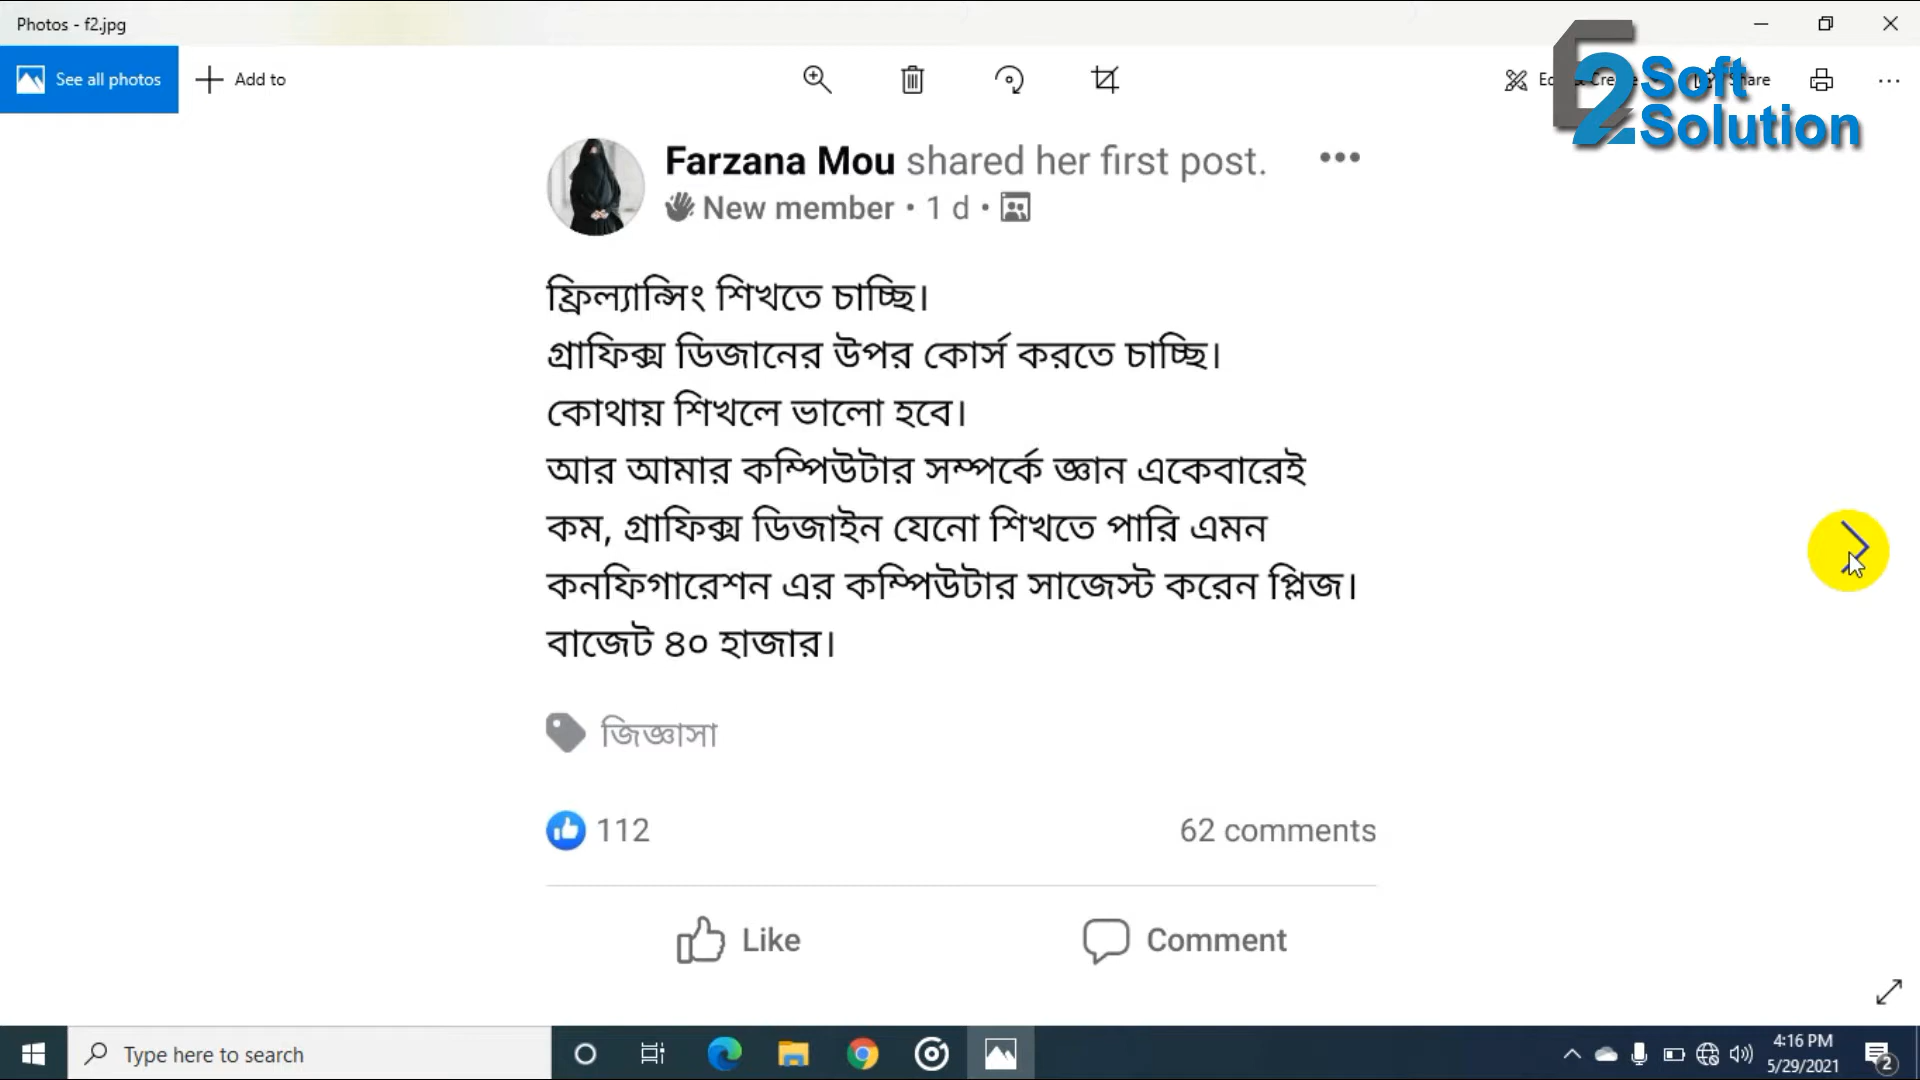 Photos - f2.jpg
See all photos
Add to
Share
Soft
Solution
Farzana Mou shared her first post.
New member • 1 d •
ফ্রিল্যান্সিং শিখতে চাচ্ছি।
গ্রাফিক্স ডিজানের উপর কোর্স করতে চাচ্ছি।
কোথায় শিখলে ভালো হবে।
আর আমার কম্পিউটার সম্পর্কে জ্ঞান একেবারেই
কম, গ্রাফিক্স ডিজাইন যেনো শিখতে পারি এমন
কনফিগারেশন এর কম্পিউটার সাজেস্ট করেন প্লিজ।
বাজেট ৪০ হাজার।
জিজ্ঞাসা
112
62 comments
Like
Comment
Type here to search
4:16 PM
5/29/2021
2